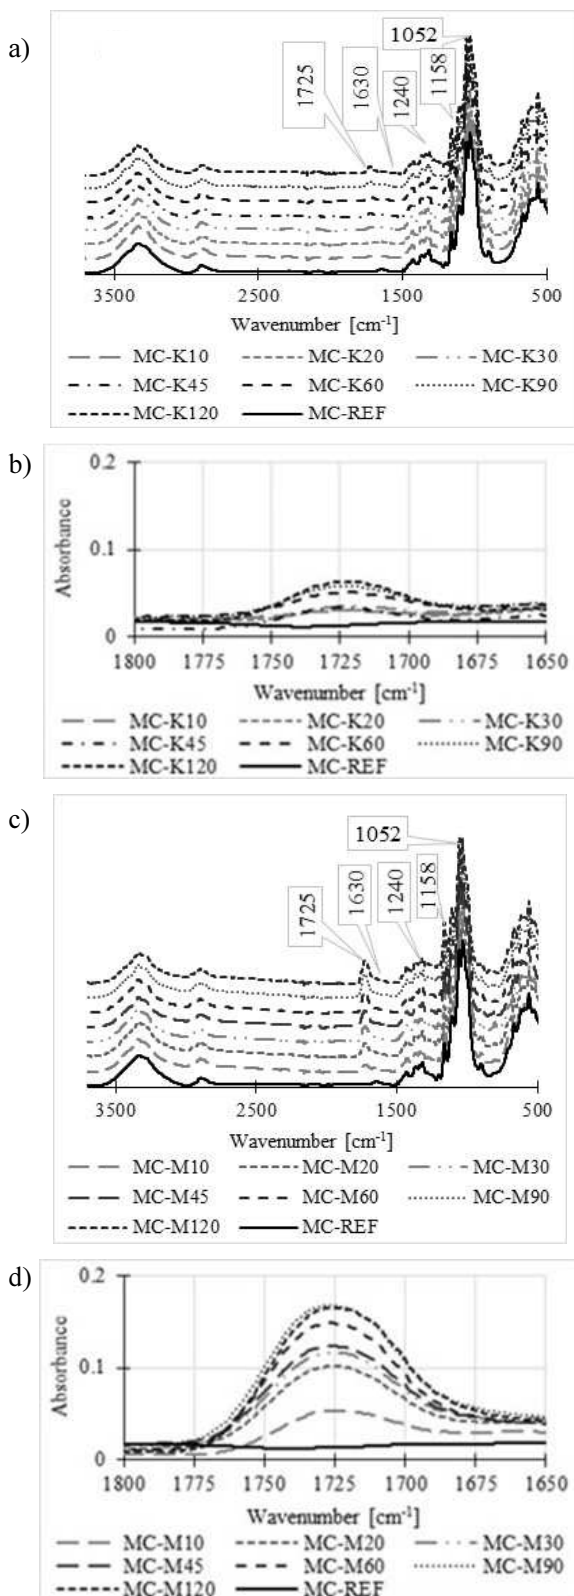 a)
1052
1725
1630
1240
1158
3500 2500 1500 500
Wavenumber [cm⁻¹]
MC-K10 MC-K20 MC-K30
MC-K45 MC-K60 MC-K90
MC-K120 MC-REF
b)
0.2
0.1
0
Absorbance
1800 1775 1750 1725 1700 1675 1650
Wavenumber [cm⁻¹]
MC-K10 MC-K20 MC-K30
MC-K45 MC-K60 MC-K90
MC-K120 MC-REF
c)
1052
1725
1630
1240
1158
3500 2500 1500 500
Wavenumber [cm⁻¹]
MC-M10 MC-M20 MC-M30
MC-M45 MC-M60 MC-M90
MC-M120 MC-REF
d)
0.2
0.1
0
Absorbance
1800 1775 1750 1725 1700 1675 1650
Wavenumber [cm⁻¹]
MC-M10 MC-M20 MC-M30
MC-M45 MC-M60 MC-M90
MC-M120 MC-REF